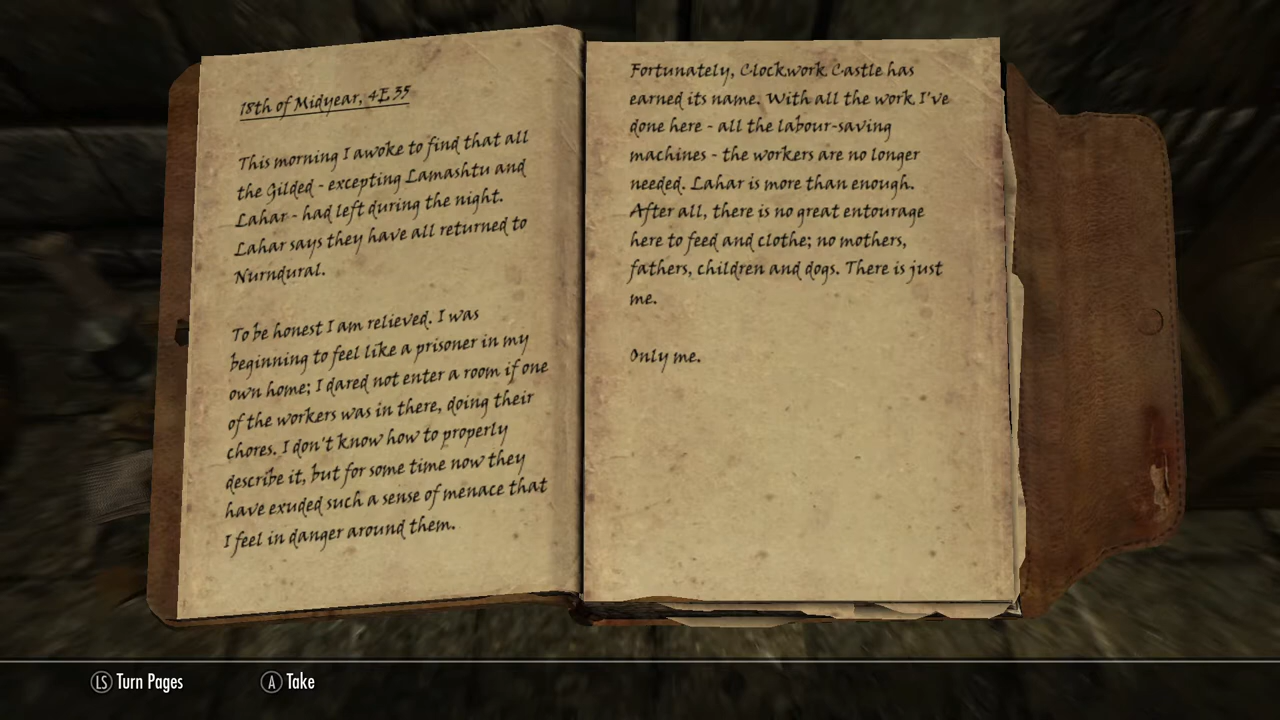 18th of Midyear, 4E 35
This morning I awoke to find that all
the Gilded - excepting Lamashtu and
Lahar - had left during the night.
Lahar says they have all returned to
Nurndural.
To be honest I am relieved. I was
beginning to feel like a prisoner in my
own home; I dared not enter a room if one
of the workers was in there, doing their
chores. I don't know how to properly
describe it, but for some time now they
have exuded such a sense of menace that
I feel in danger around them.
Fortunately, Clockwork Castle has
earned its name. With all the work I've
done here - all the labour-saving
machines - the workers are no longer
needed. Lahar is more than enough.
After all, there is no great entourage
here to feed and clothe; no mothers,
fathers, children and dogs. There is just
me.
Only me.
LS Turn Pages
A Take